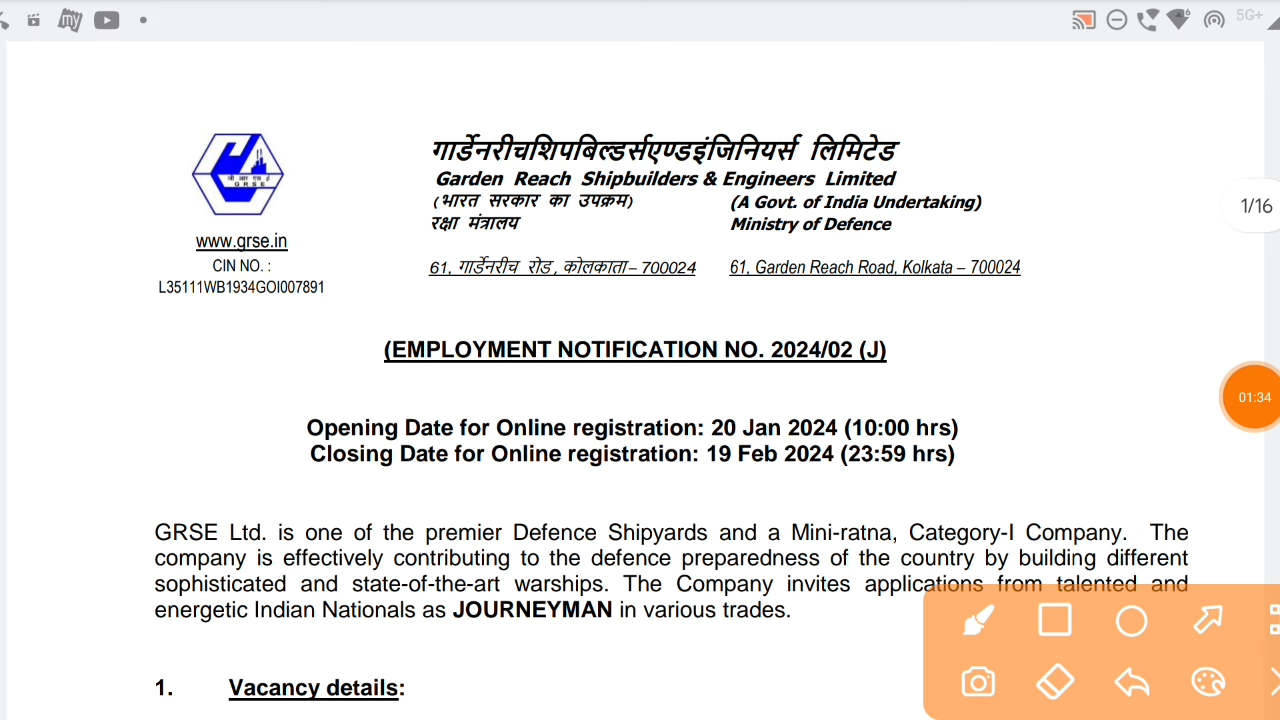 my
6
5G+
जी आर एस ई
GRSE
www.grse.in
CIN NO. :
L35111WB1934GOI007891
गार्डेनरीचशिपबिल्डर्सएण्डइंजिनियर्स लिमिटेड
Garden Reach Shipbuilders & Engineers Limited
(भारत सरकार का उपक्रम) (A Govt. of India Undertaking)
रक्षा मंत्रालय Ministry of Defence
61, गार्डेनरीच रोड, कोलकाता– 700024 61, Garden Reach Road, Kolkata – 700024
1/16
(EMPLOYMENT NOTIFICATION NO. 2024/02 (J)
01:34
Opening Date for Online registration: 20 Jan 2024 (10:00 hrs)
Closing Date for Online registration: 19 Feb 2024 (23:59 hrs)
GRSE Ltd. is one of the premier Defence Shipyards and a Mini-ratna, Category-I Company. The
company is effectively contributing to the defence preparedness of the country by building different
sophisticated and state-of-the-art warships. The Company invites applications from talented and
energetic Indian Nationals as JOURNEYMAN in various trades.
1. Vacancy details: